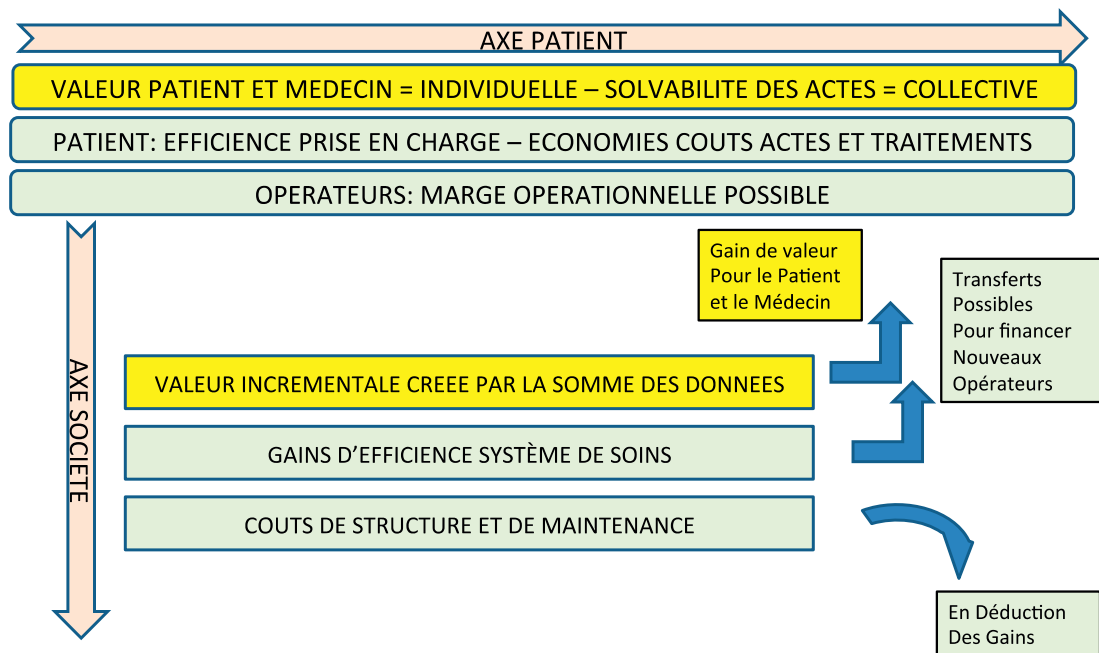 AXE PATIENT
VALEUR PATIENT ET MEDECIN = INDIVIDUELLE – SOLVABILITE DES ACTES = COLLECTIVE
PATIENT: EFFICIENCE PRISE EN CHARGE – ECONOMIES COUTS ACTES ET TRAITEMENTS
OPERATEURS: MARGE OPERATIONNELLE POSSIBLE
Gain de valeur
Pour le Patient
et le Médecin
Transferts
Possibles
Pour financer
Nouveaux
Opérateurs
AXE SOCIETE
VALEUR INCREMENTALE CREEE PAR LA SOMME DES DONNEES
GAINS D’EFFICIENCE SYSTÈME DE SOINS
COUTS DE STRUCTURE ET DE MAINTENANCE
En Déduction
Des Gains